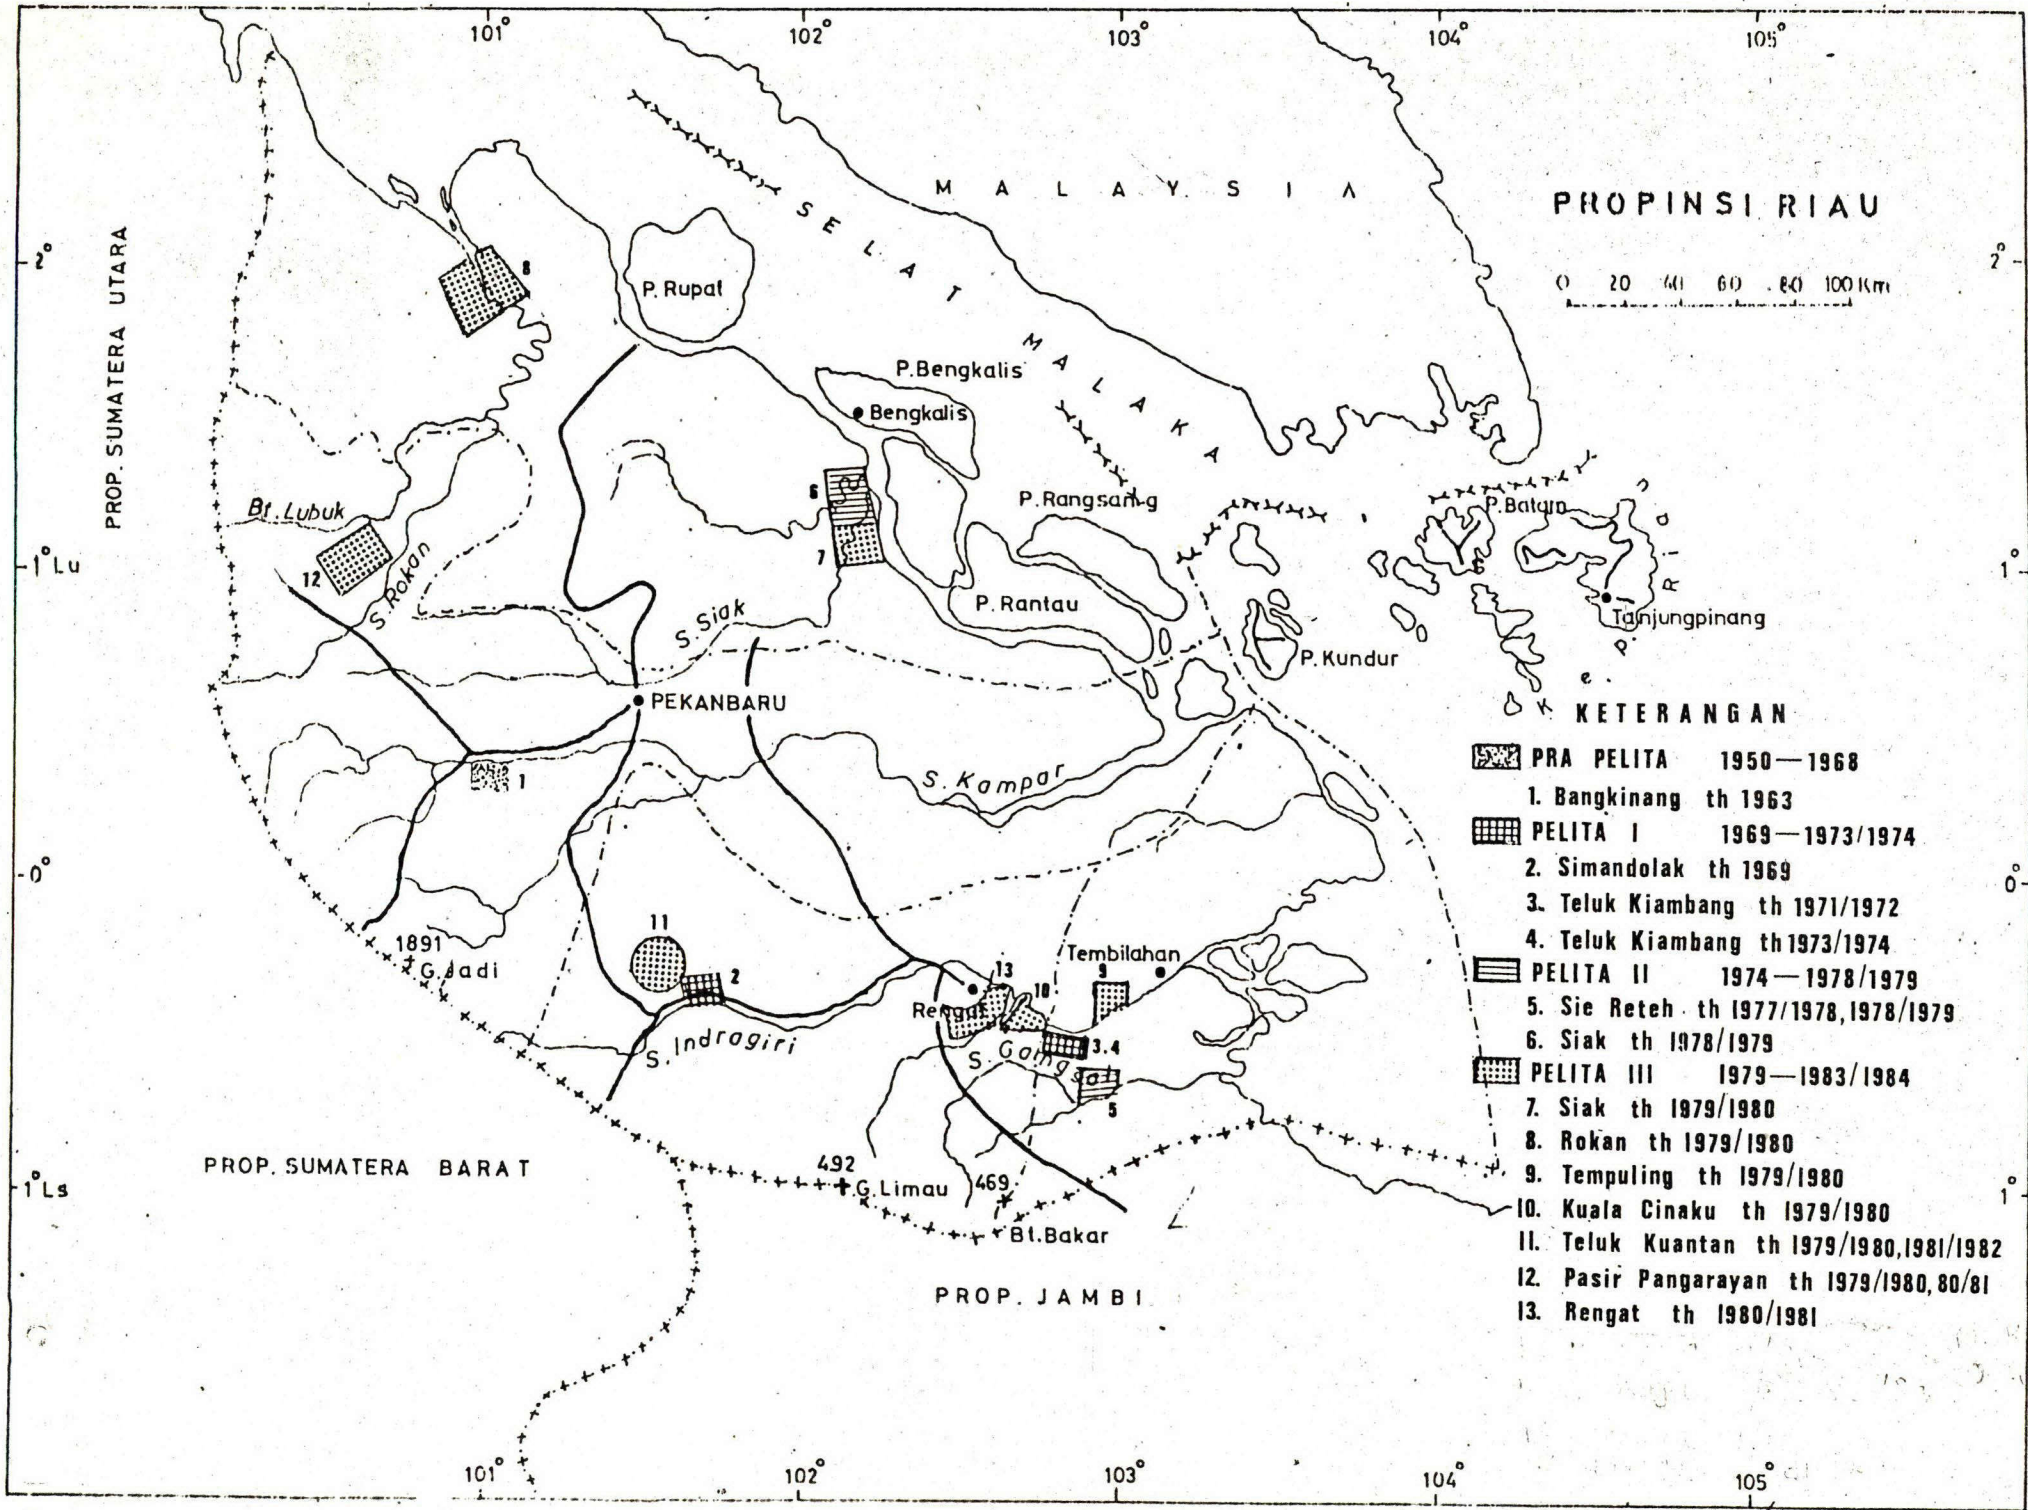 101° 102° 103° 104° 105°
MALAYSIA
PROPINSI RIAU
0 20 40 60 80 100 Km
PROP. SUMATERA UTARA
2°
2°
SELAT MALAKA
8
P. Rupat
P. Bengkalis
Bengkalis
6
P. Rangsang
P. Batam
Bt. Lubuk
7
1° Lu
1°
12
S. Rokan
P. Rantau
S. Siak
Tanjungpinang
Kep. Riau
P. Kundur
PEKANBARU
1
S. Kampar
0°
0°
11
1891
G. Jadi
2
Tembilahan
13
9
10
Rengat
S. Indragiri
S. Gangsal
3.4
5
PROP. SUMATERA BARAT
492
G. Limau
469
1° Ls
1°
Bt. Bakar
PROP. JAMBI
KETERANGAN
PRA PELITA 1950—1968
1. Bangkinang th 1963
PELITA I 1969—1973/1974
2. Simandolak th 1969
3. Teluk Kiambang th 1971/1972
4. Teluk Kiambang th 1973/1974
PELITA II 1974—1978/1979
5. Sie Reteh th 1977/1978, 1978/1979
6. Siak th 1978/1979
PELITA III 1979—1983/1984
7. Siak th 1979/1980
8. Rokan th 1979/1980
9. Tempuling th 1979/1980
10. Kuala Cinaku th 1979/1980
11. Teluk Kuantan th 1979/1980, 1981/1982
12. Pasir Pangarayan th 1979/1980, 80/81
13. Rengat th 1980/1981
101° 102° 103° 104° 105°